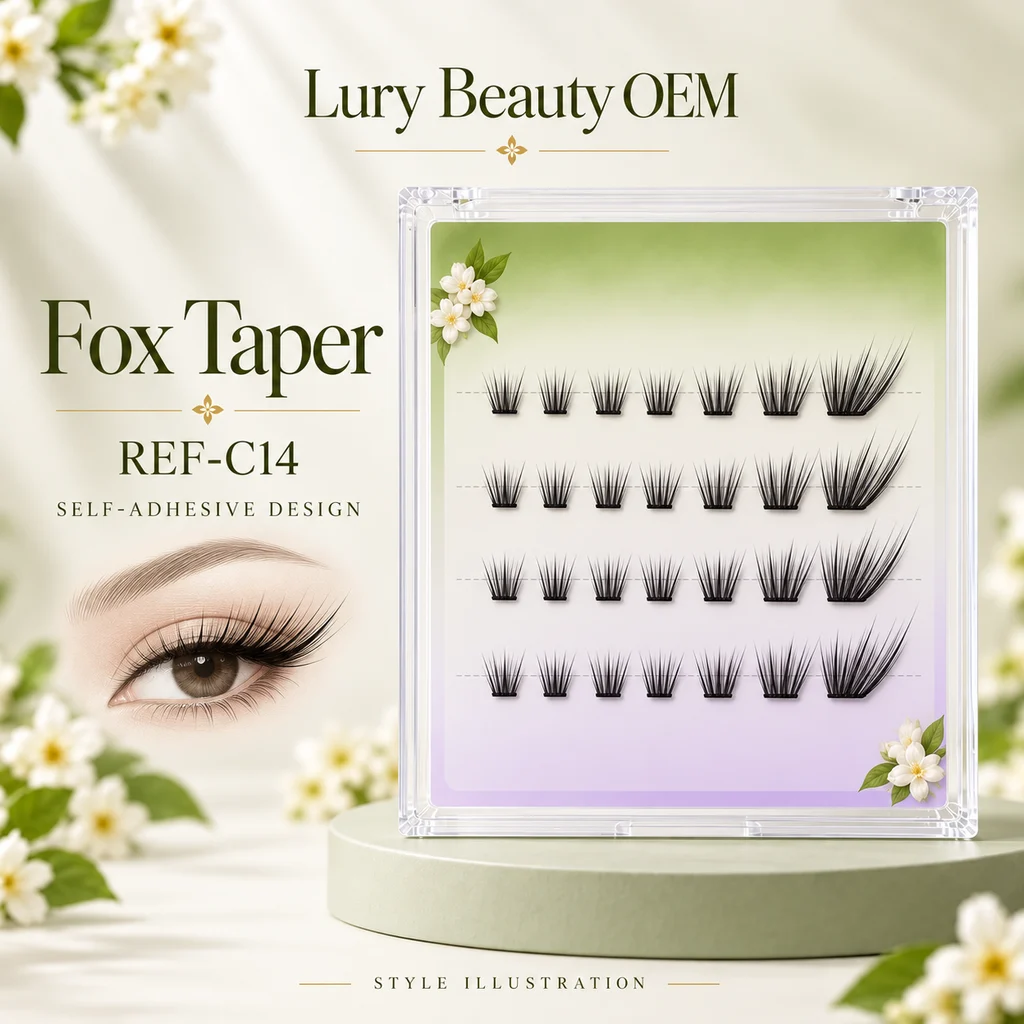 Lury Beauty OEM
Fox Taper
REF-C14
SELF-ADHESIVE DESIGN
STYLE ILLUSTRATION